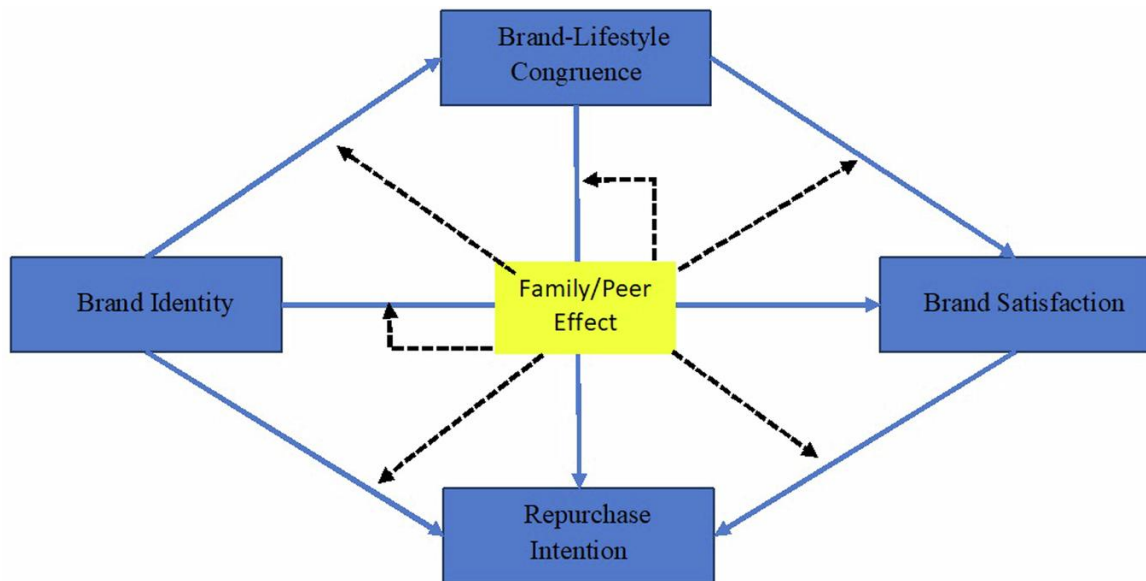 Brand-Lifestyle
Congruence
Brand Identity
Family/Peer
Effect
Brand Satisfaction
Repurchase
Intention